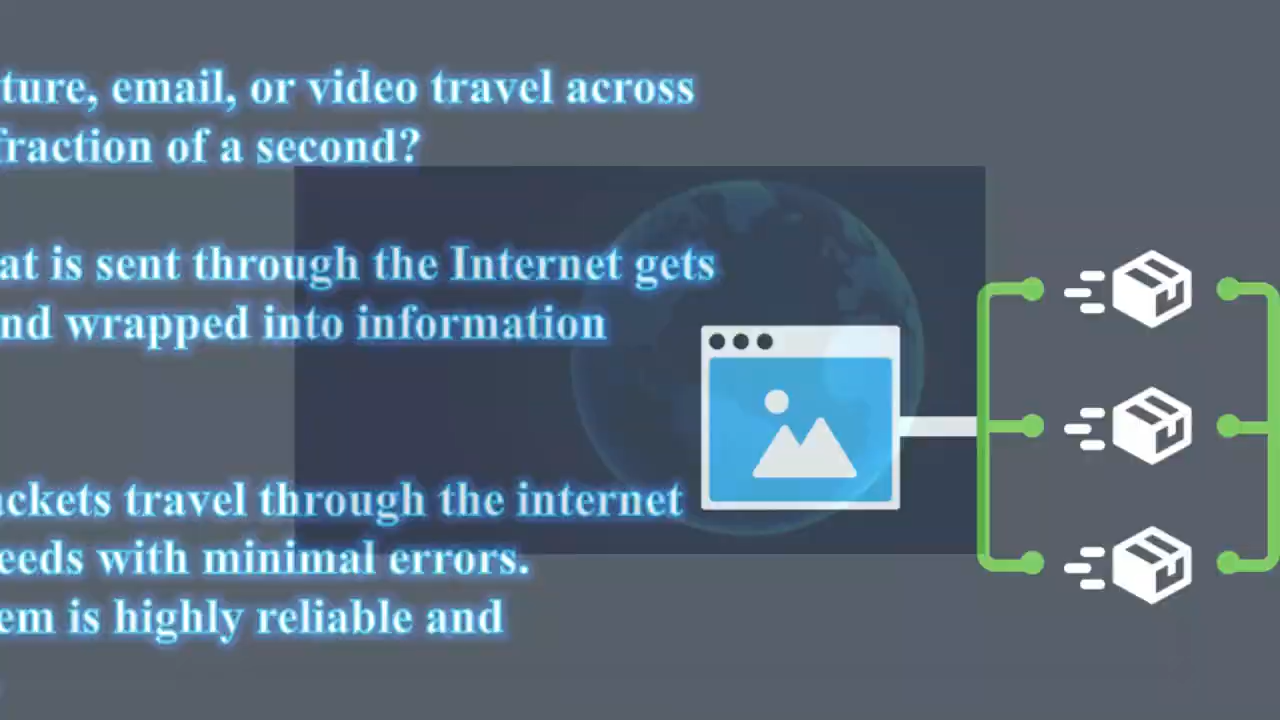 ture, email, or video travel across
fraction of a second?
at is sent through the Internet gets
nd wrapped into information
ackets travel through the internet
eeds with minimal errors.
em is highly reliable and